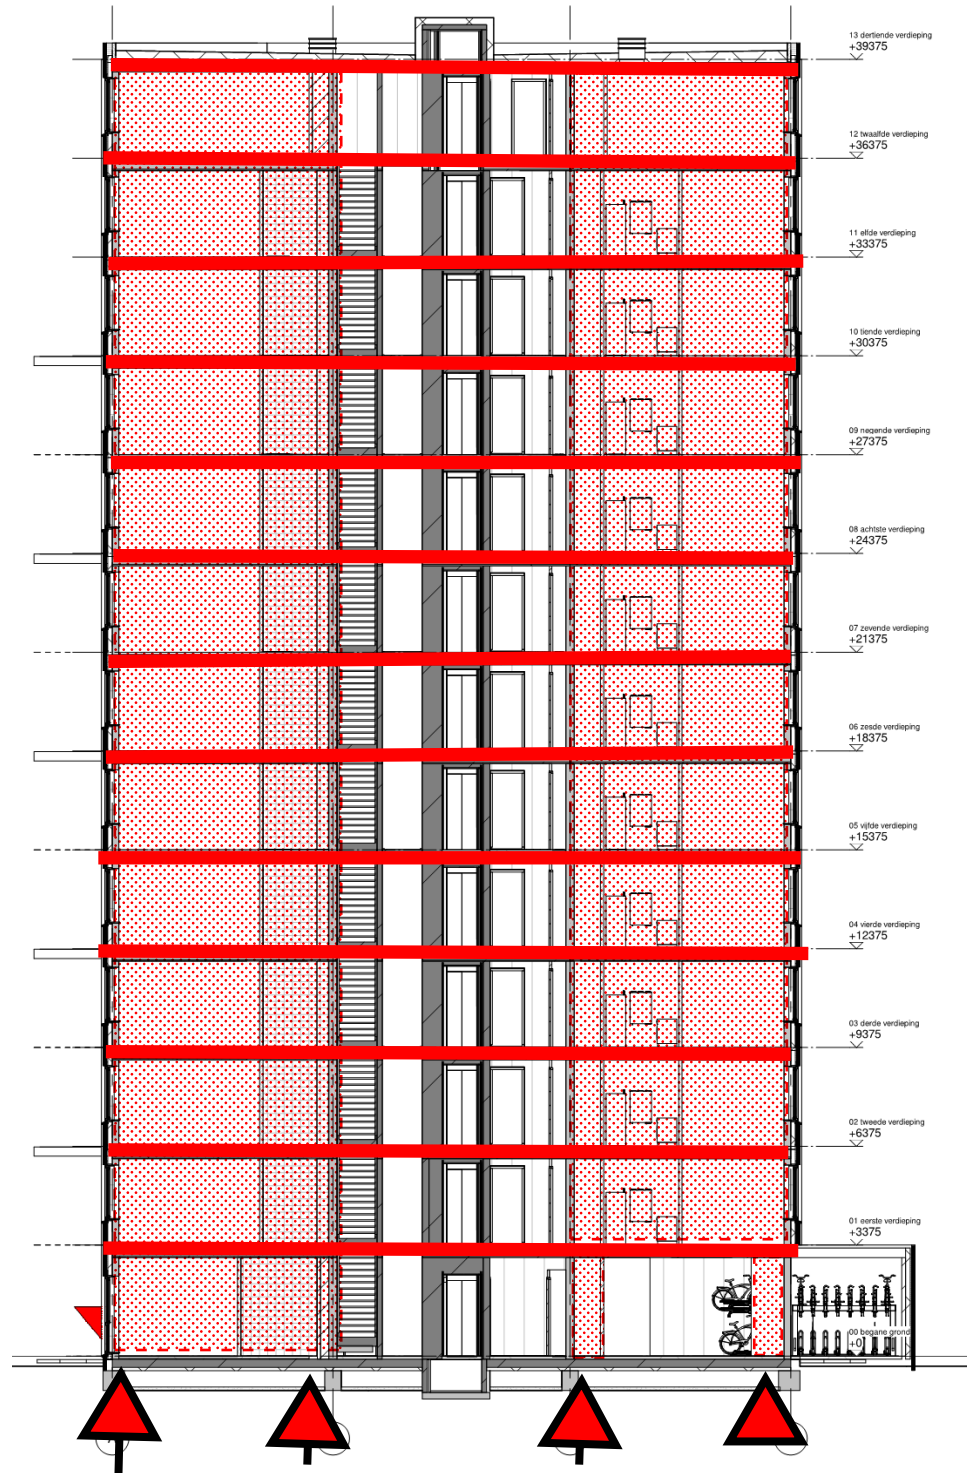 13 dertiende verdieping
+39375
12 twaalfde verdieping
+36375
11 elfde verdieping
+33375
10 tiende verdieping
+30375
09 negende verdieping
+27375
08 achtste verdieping
+24375
07 zevende verdieping
+21375
06 zesde verdieping
+18375
05 vijfde verdieping
+15375
04 vierde verdieping
+12375
03 derde verdieping
+9375
02 tweede verdieping
+6375
01 eerste verdieping
+3375
00 begane grond
+0